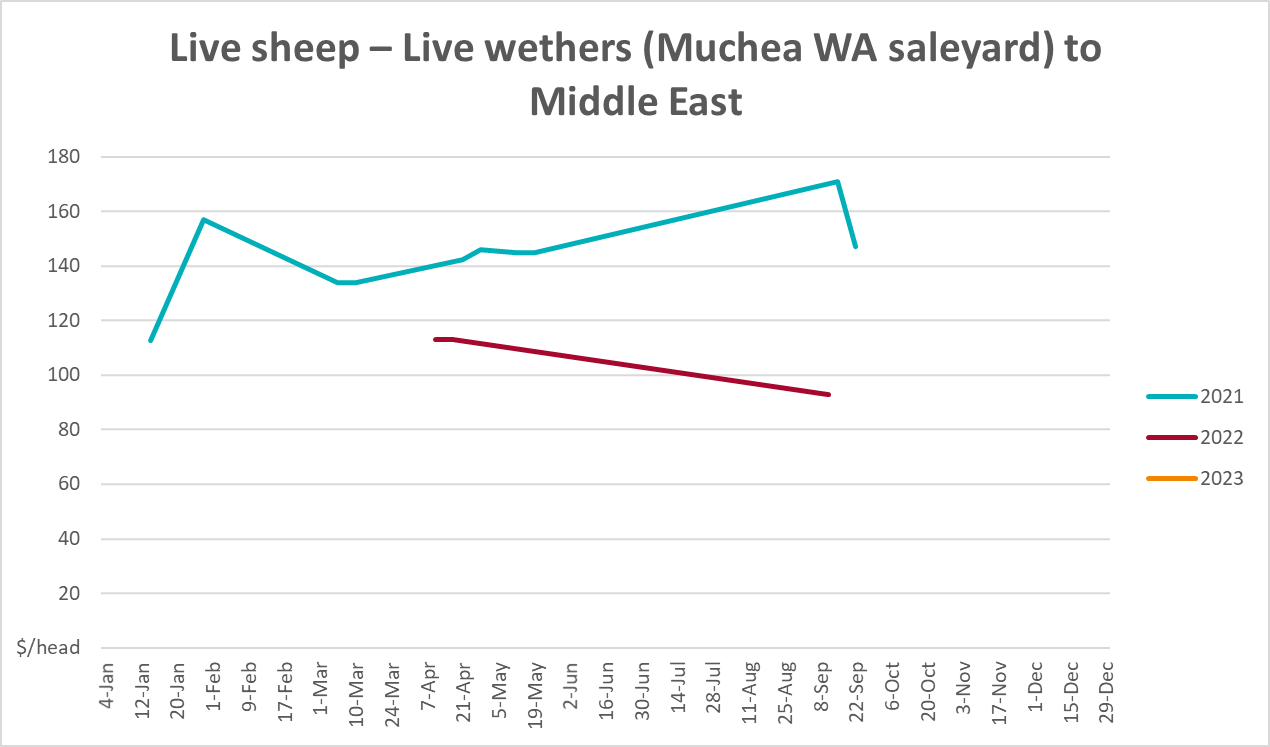 Live sheep – Live wethers (Muchea WA saleyard) to
Middle East
180
160
140
120
100
80
60
40
20
$/head
4-Jan
12-Jan
20-Jan
1-Feb
9-Feb
17-Feb
1-Mar
10-Mar
24-Mar
7-Apr
21-Apr
5-May
19-May
2-Jun
16-Jun
30-Jun
14-Jul
28-Jul
11-Aug
25-Aug
8-Sep
22-Sep
6-Oct
20-Oct
3-Nov
17-Nov
1-Dec
15-Dec
29-Dec
2021
2022
2023